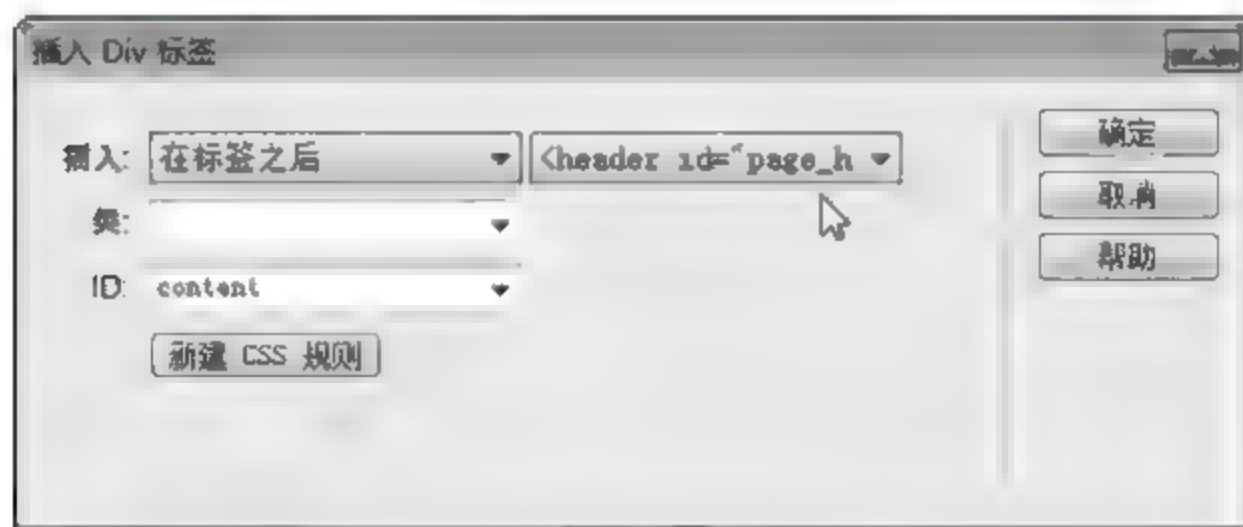 插入 Div 标签
插入: 在标签之后 <header id="page_h
类:
ID: content
新建 CSS 规则
确定
取消
帮助